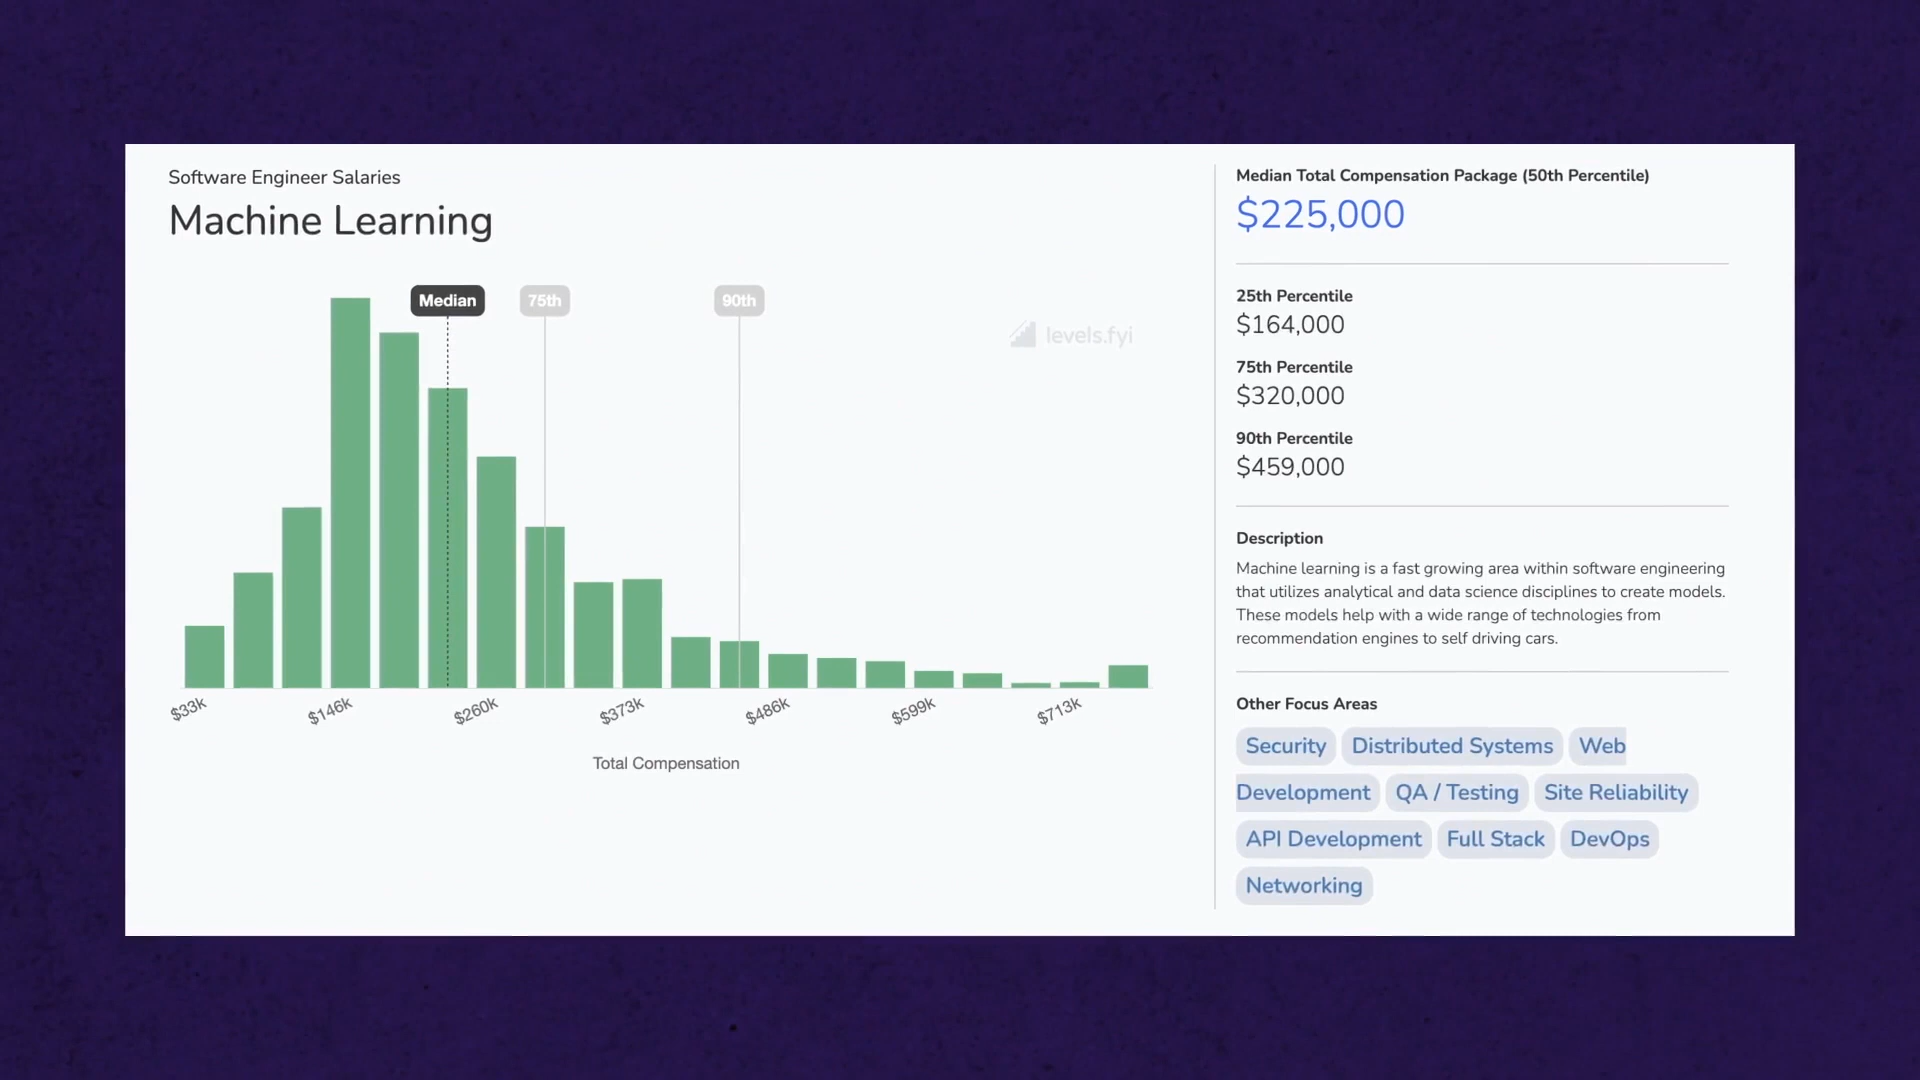 Software Engineer Salaries
Machine Learning
Median
75th
90th
levels.fyi
$33k
$146k
$260k
$373k
$486k
$599k
$713k
Total Compensation
Median Total Compensation Package (50th Percentile)
$225,000
25th Percentile
$164,000
75th Percentile
$320,000
90th Percentile
$459,000
Description
Machine learning is a fast growing area within software engineering
that utilizes analytical and data science disciplines to create models.
These models help with a wide range of technologies from
recommendation engines to self driving cars.
Other Focus Areas
Security Distributed Systems Web
Development QA / Testing Site Reliability
API Development Full Stack DevOps
Networking